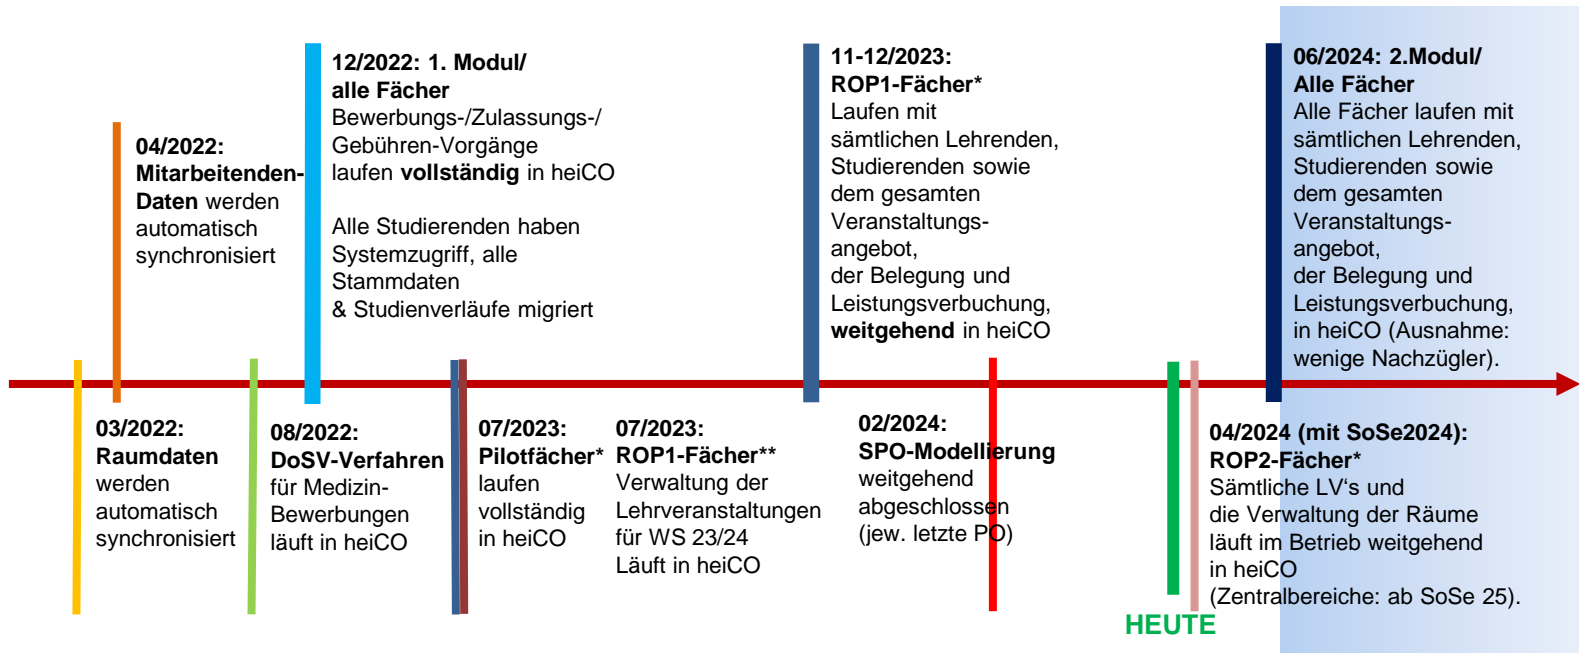 12/2022: 1. Modul/
alle Fächer
Bewerbungs-/Zulassungs-/
Gebühren-Vorgänge
laufen vollständig in heiCO
Alle Studierenden haben
Systemzugriff, alle
Stammdaten
& Studienverläufe migriert
11-12/2023:
ROP1-Fächer*
Laufen mit
sämtlichen Lehrenden,
Studierenden sowie
dem gesamten
Veranstaltungs-
angebot,
der Belegung und
Leistungsverbuchung,
weitgehend in heiCO
06/2024: 2.Modul/
Alle Fächer
Alle Fächer laufen mit
sämtlichen Lehrenden,
Studierenden sowie
dem gesamten
Veranstaltungs-
angebot,
der Belegung und
Leistungsverbuchung,
in heiCO (Ausnahme:
wenige Nachzügler).
04/2022:
Mitarbeitenden-
Daten werden
automatisch
synchronisiert
03/2022:
Raumdaten
werden
automatisch
synchronisiert
08/2022:
DoSV-Verfahren
für Medizin-
Bewerbungen
läuft in heiCO
07/2023:
Pilotfächer*
laufen
vollständig
in heiCO
07/2023:
ROP1-Fächer**
Verwaltung der
Lehrveranstaltungen
für WS 23/24
Läuft in heiCO
02/2024:
SPO-Modellierung
weitgehend
abgeschlossen
(jew. letzte PO)
04/2024 (mit SoSe2024):
ROP2-Fächer*
Sämtliche LV‘s und
die Verwaltung der Räume
läuft im Betrieb weitgehend
in heiCO
(Zentralbereiche: ab SoSe 25).
HEUTE